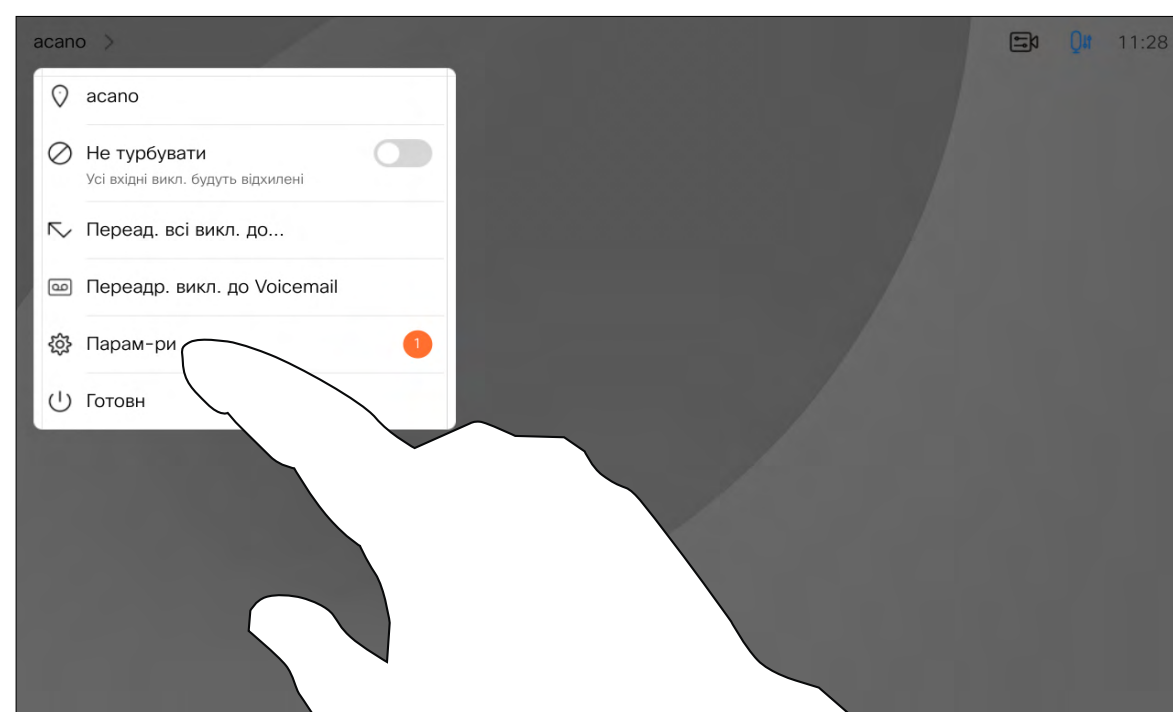 acano
11:28
acano
Не турбувати
Усі вхідні викл. будуть відхилені
Переад. всі викл. до...
Переадр. викл. до Voicemail
Парам-ри
1
Готовн